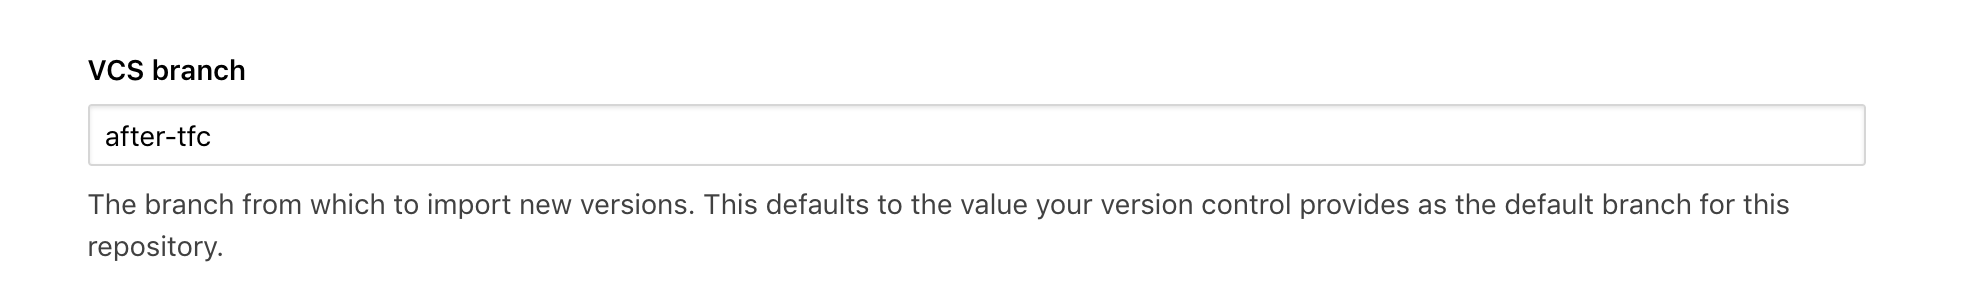 VCS branch
after-tfc
The branch from which to import new versions. This defaults to the value your version control provides as the default branch for this
repository.